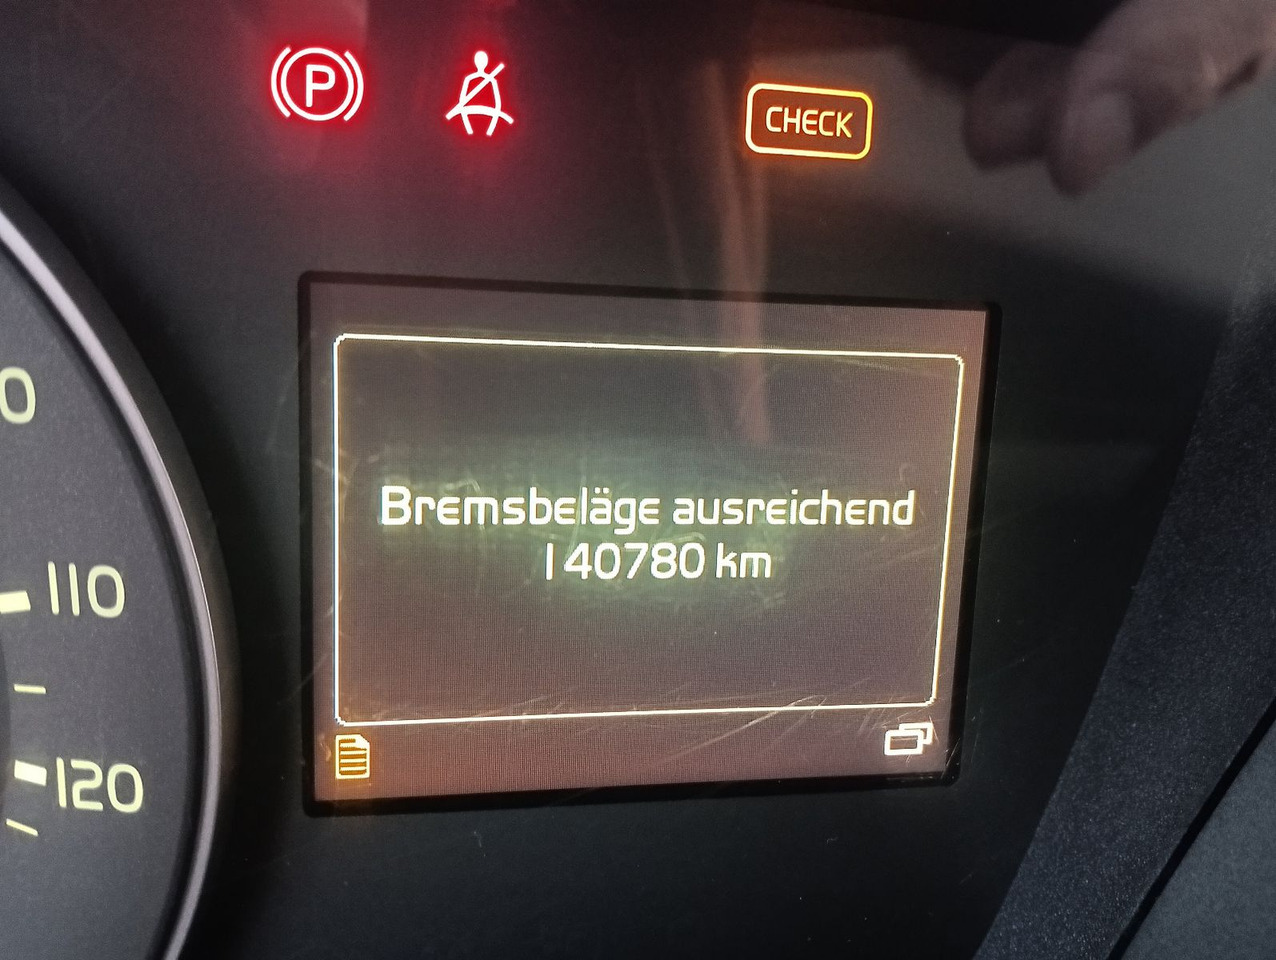 P
CHECK
Bremsbeläge ausreichend
140780 km
110
120